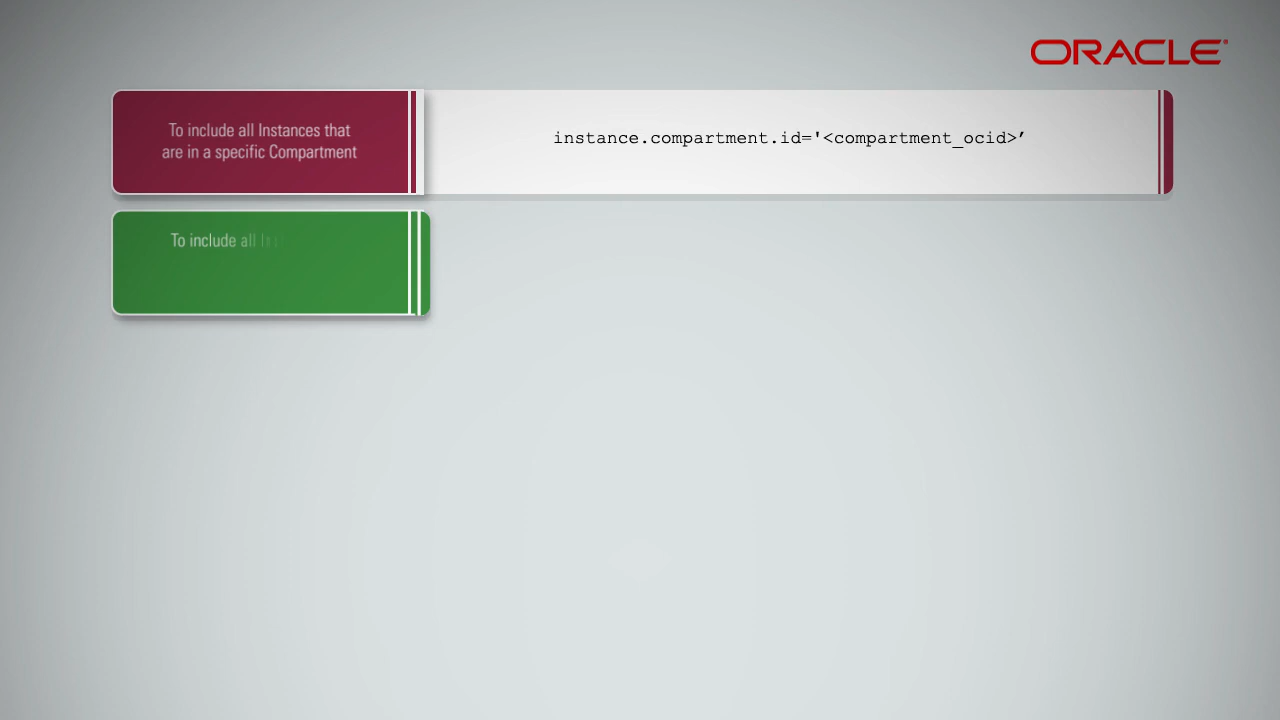 ORACLE
To include all Instances that
are in a specific Compartment
instance.compartment.id='<compartment_ocid>’
To include all